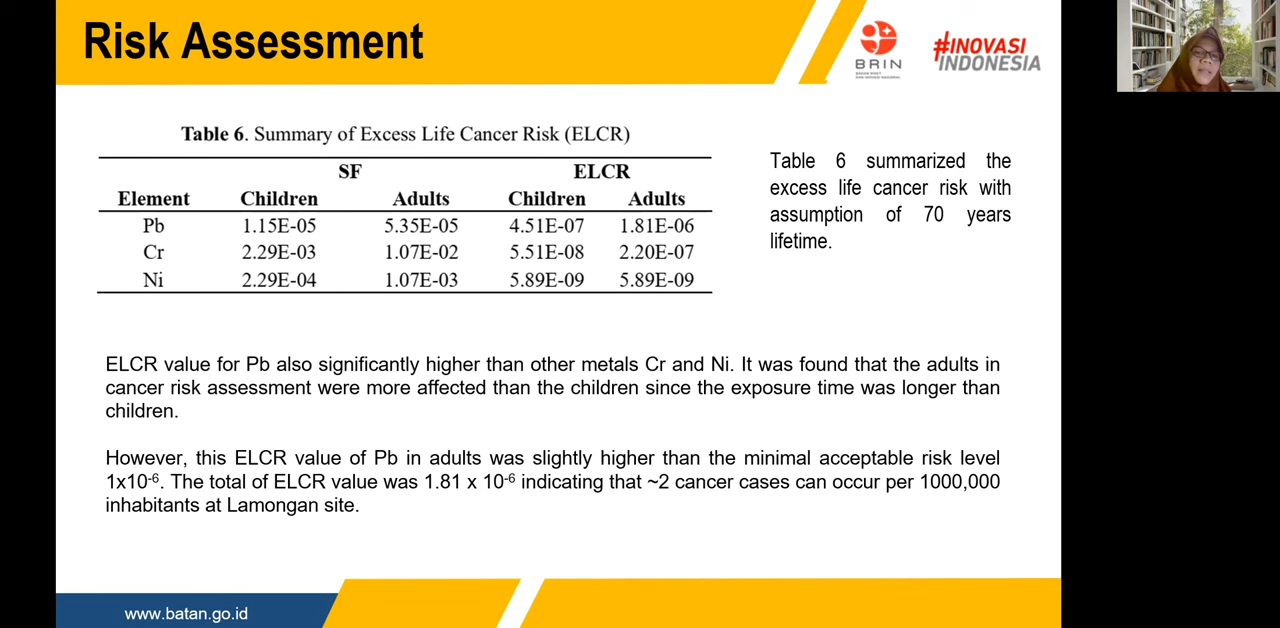 Risk Assessment
BRIN
#INOVASI
INDONESIA
Table 6. Summary of Excess Life Cancer Risk (ELCR)
SF ELCR
Element Children Adults Children Adults
Pb 1.15E-05 5.35E-05 4.51E-07 1.81E-06
Cr 2.29E-03 1.07E-02 5.51E-08 2.20E-07
Ni 2.29E-04 1.07E-03 5.89E-09 5.89E-09
Table 6 summarized the
excess life cancer risk with
assumption of 70 years
lifetime.
ELCR value for Pb also significantly higher than other metals Cr and Ni. It was found that the adults in
cancer risk assessment were more affected than the children since the exposure time was longer than
children.
However, this ELCR value of Pb in adults was slightly higher than the minimal acceptable risk level
1x10⁻⁶. The total of ELCR value was 1.81 x 10⁻⁶ indicating that ~2 cancer cases can occur per 1000,000
inhabitants at Lamongan site.
www.batan.go.id